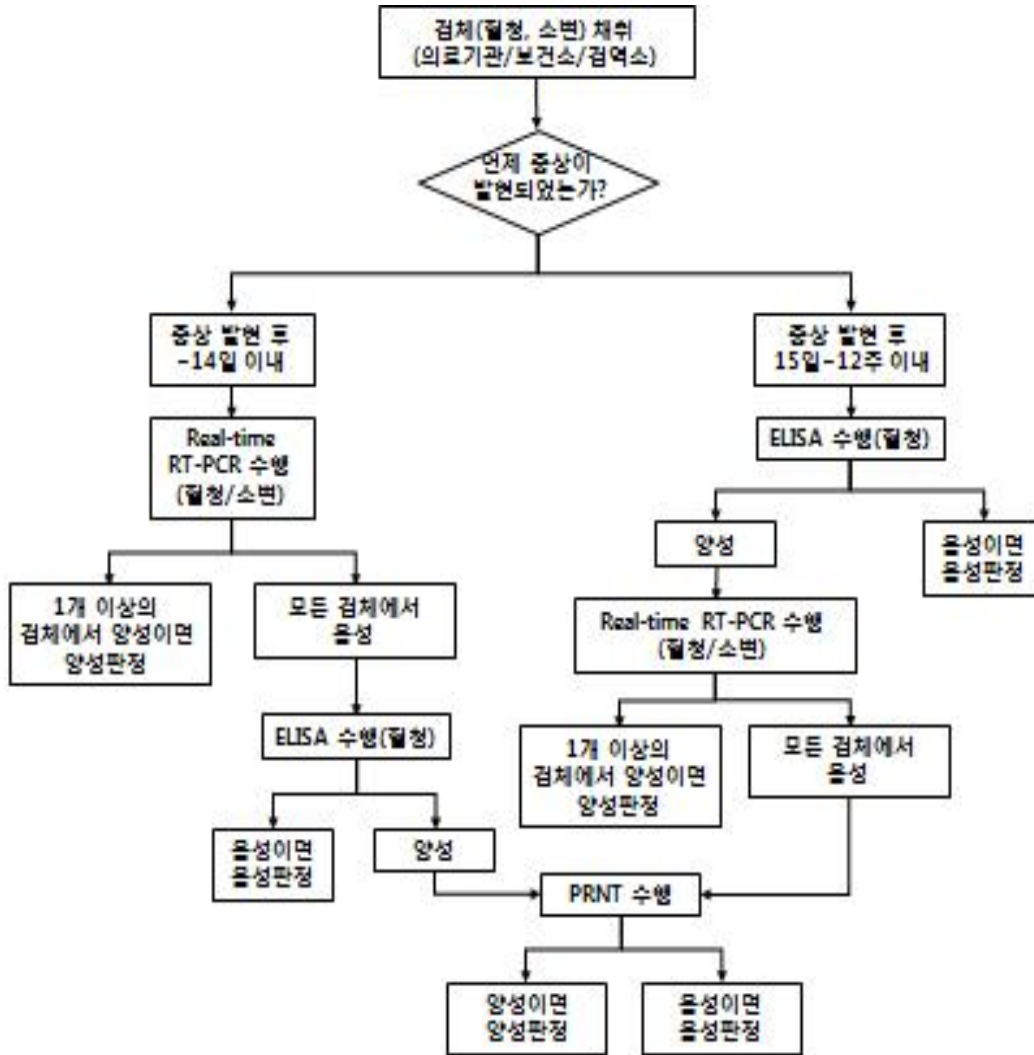 검체(혈청, 소변) 채취
(의료기관/보건소/검역소)
언제 증상이
발현되었는가?
증상 발현 후
~14일 이내
증상 발현 후
15일~12주 이내
Real-time
RT-PCR 수행
(혈청/소변)
ELISA 수행(혈청)
양성
음성이면
음성판정
1개 이상의
검체에서 양성이면
양성판정
모든 검체에서
음성
Real-time RT-PCR 수행
(혈청/소변)
ELISA 수행(혈청)
1개 이상의
검체에서 양성이면
양성판정
모든 검체에서
음성
음성이면
음성판정
양성
PRNT 수행
양성이면
양성판정
음성이면
음성판정